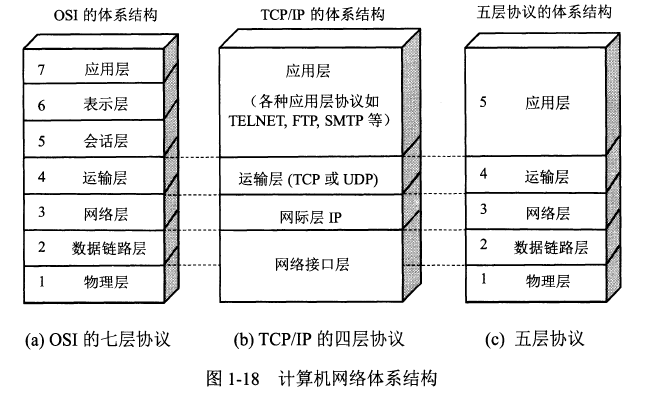 OSI 的体系结构
7 应用层
6 表示层
5 会话层
4 运输层
3 网络层
2 数据链路层
1 物理层
(a) OSI 的七层协议
TCP/IP 的体系结构
应用层
（各种应用层协议如
TELNET, FTP, SMTP 等）
运输层 (TCP 或 UDP)
网际层 IP
网络接口层
(b) TCP/IP 的四层协议
五层协议的体系结构
5 应用层
4 运输层
3 网络层
2 数据链路层
1 物理层
(c) 五层协议
图 1-18 计算机网络体系结构